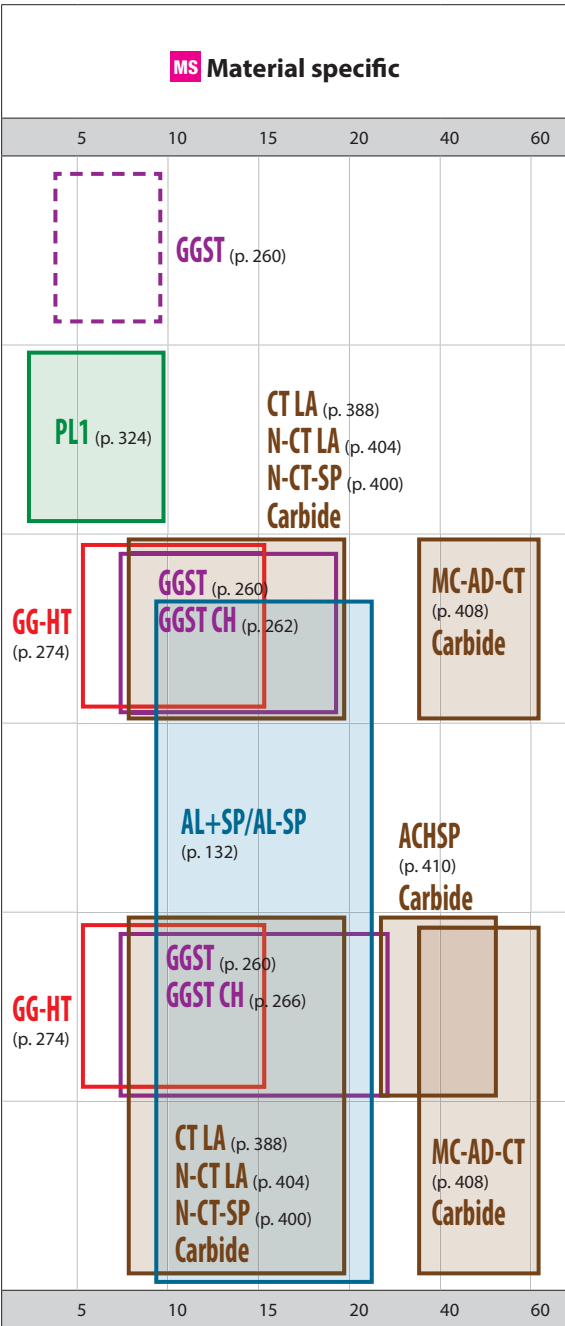 MS Material specific
5 10 15 20 40 60
GGST (p. 260)
PL1 (p. 324)
CT LA (p. 388)
N-CT LA (p. 404)
N-CT-SP (p. 400)
Carbide
GG-HT
(p. 274)
GGST (p. 260)
GGST CH (p. 262)
MC-AD-CT
(p. 408)
Carbide
AL+SP/AL-SP
(p. 132)
ACHSP
(p. 410)
Carbide
GG-HT
(p. 274)
GGST (p. 260)
GGST CH (p. 266)
CT LA (p. 388)
N-CT LA (p. 404)
N-CT-SP (p. 400)
Carbide
MC-AD-CT
(p. 408)
Carbide
5 10 15 20 40 60